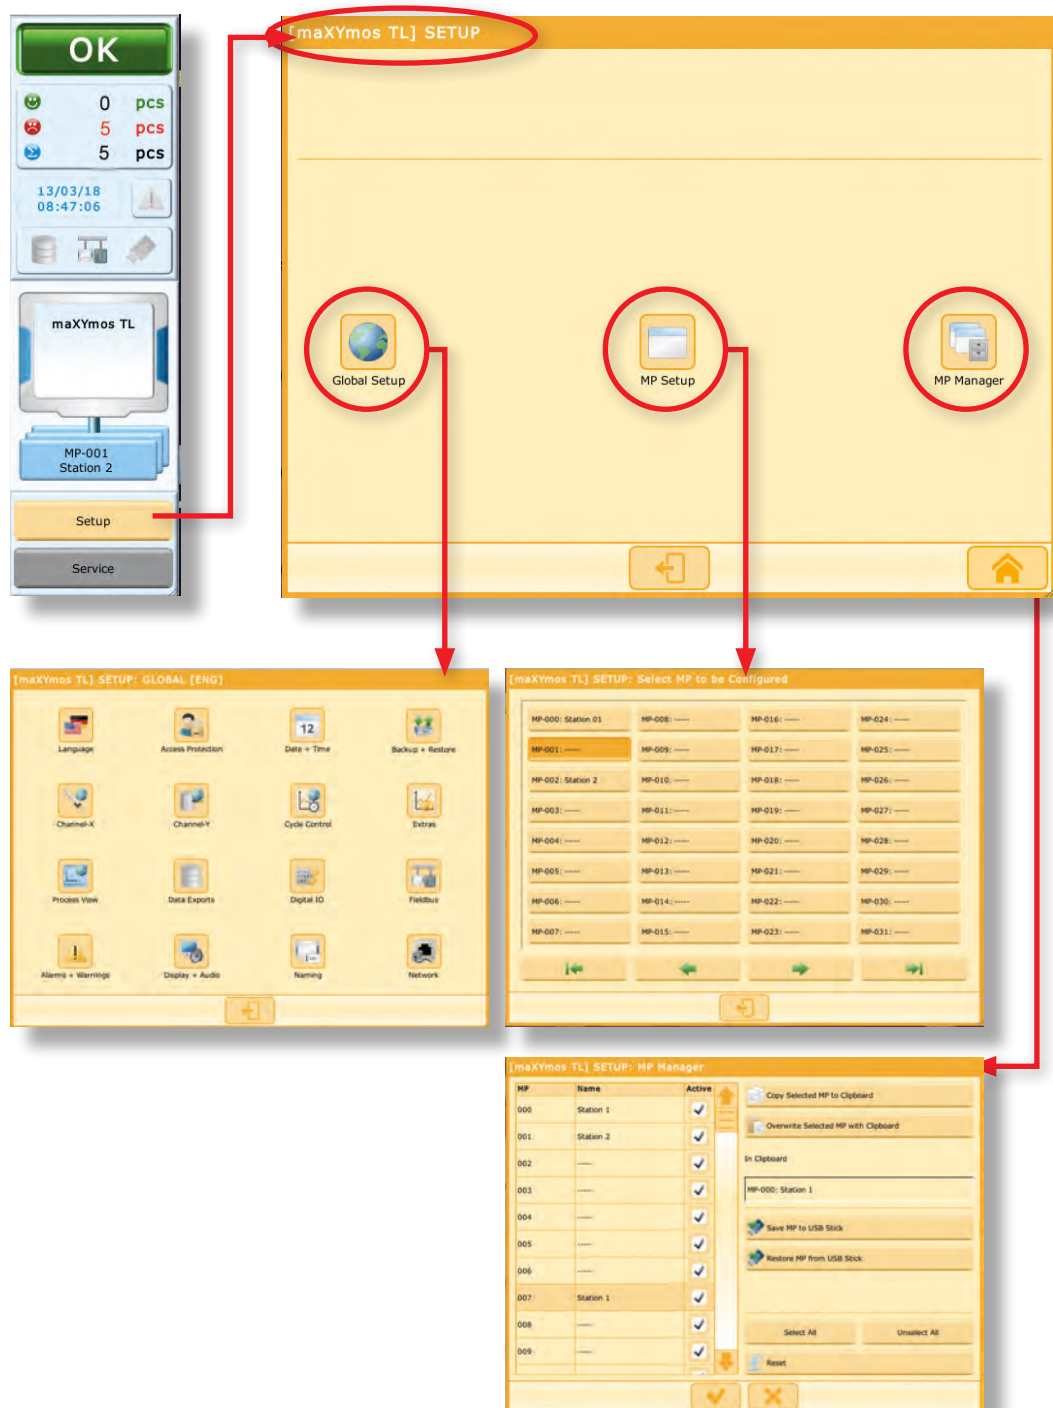 OK
0 pcs
5 pcs
5 pcs
13/03/18
08:47:06
maXYmos TL
MP-001
Station 2
Setup
Service
[maXYmos TL] SETUP
Global Setup
MP Setup
MP Manager
[maXYmos TL] SETUP: GLOBAL [ENG]
Language
Access Protection
12
Date + Time
Backup + Restore
Channel-X
Channel-Y
Cycle Control
Extras
Process View
Data Exports
Digital IO
Fieldbus
Alarms + Warnings
Display + Audio
Naming
Network
[maXYmos TL] SETUP: Select MP to be Configured
MP-000: Station 01 MP-008: ----- MP-016: ----- MP-024: -----
MP-001: ----- MP-009: ----- MP-017: ----- MP-025: -----
MP-002: Station 2 MP-010: ----- MP-018: ----- MP-026: -----
MP-003: ----- MP-011: ----- MP-019: ----- MP-027: -----
MP-004: ----- MP-012: ----- MP-020: ----- MP-028: -----
MP-005: ----- MP-013: ----- MP-021: ----- MP-029: -----
MP-006: ----- MP-014: ----- MP-022: ----- MP-030: -----
MP-007: ----- MP-015: ----- MP-023: ----- MP-031: -----
[maXYmos TL] SETUP: MP Manager
MP Name Active
000 Station 1
001 Station 2
002 -----
003 -----
004 -----
005 -----
006 -----
007 Station 1
008 -----
009 -----
Copy Selected MP to Clipboard
Overwrite Selected MP with Clipboard
In Clipboard
MP-000: Station 1
Save MP to USB Stick
Restore MP from USB Stick
Select All
Unselect All
Reset